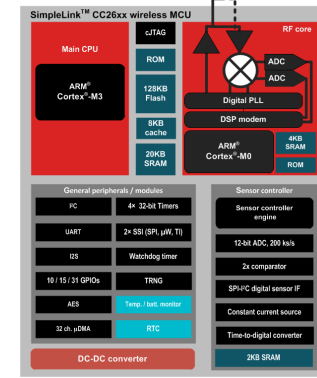 SimpleLink™ CC26xx wireless MCU
cJTAG
RF core
Main CPU
ROM
ADC
ADC
ARM®
Cortex®-M3
128KB
Flash
Digital PLL
DSP modem
8KB
cache
ARM®
Cortex®-M0
4KB
SRAM
20KB
SRAM
ROM
General peripherals / modules
I²C
4× 32-bit Timers
UART
2× SSI (SPI, µW, TI)
I2S
Watchdog timer
10 / 15 / 31 GPIOs
TRNG
AES
Temp. / batt. monitor
32 ch. µDMA
RTC
DC-DC converter
Sensor controller
Sensor controller
engine
12-bit ADC, 200 ks/s
2x comparator
SPI-I²C digital sensor IF
Constant current source
Time-to-digital converter
2KB SRAM